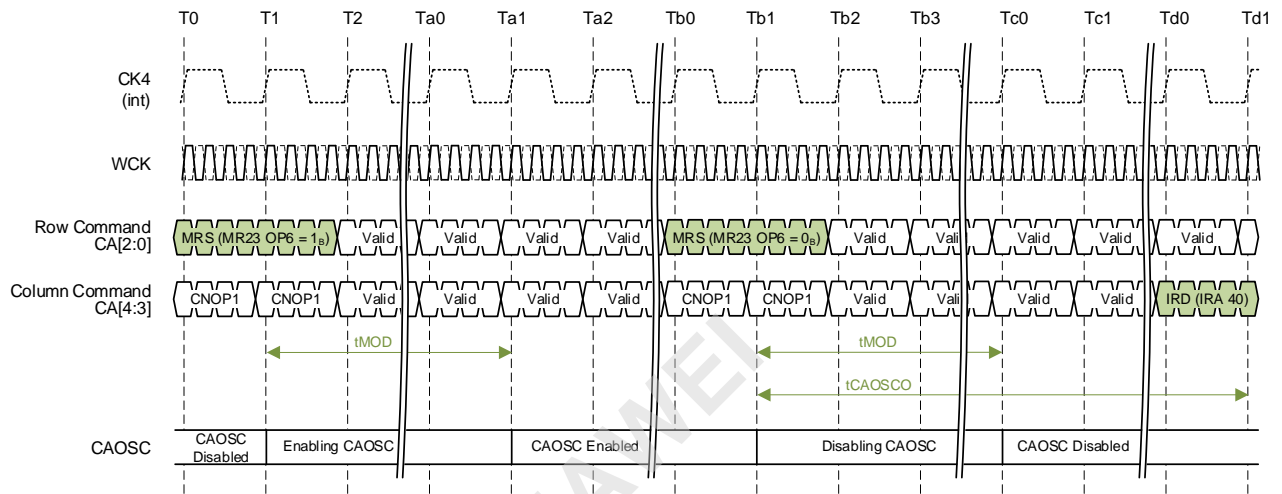 T0 T1 T2 Ta0 Ta1 Ta2 Tb0 Tb1 Tb2 Tb3 Tc0 Tc1 Td0 Td1
CK4
(int)
WCK
Row Command
CA[2:0]
MRS (MR23 OP6 = 1B) Valid Valid Valid Valid MRS (MR23 OP6 = 0B) Valid Valid Valid Valid Valid
Column Command
CA[4:3]
CNOP1 CNOP1 Valid Valid Valid Valid CNOP1 CNOP1 Valid Valid Valid Valid IRD (IRA 40)
tMOD tMOD
tCAOSCO
CAOSC
CAOSC
Disabled
Enabling CAOSC CAOSC Enabled Disabling CAOSC CAOSC Disabled